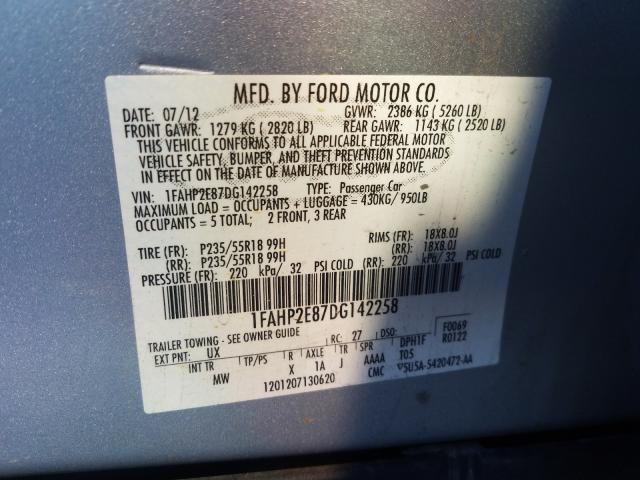 MFD. BY FORD MOTOR CO.
DATE: 07/12 GVWR: 2386 KG ( 5260 LB)
FRONT GAWR: 1279 KG ( 2820 LB) REAR GAWR: 1143 KG ( 2520 LB)
THIS VEHICLE CONFORMS TO ALL APPLICABLE FEDERAL MOTOR
VEHICLE SAFETY, BUMPER, AND THEFT PREVENTION STANDARDS
IN EFFECT ON THE DATE OF MANUFACTURE SHOWN ABOVE.
VIN: 1FAHP2E87DG142258 TYPE: Passenger Car
MAXIMUM LOAD = OCCUPANTS + LUGGAGE = 430KG/ 950LB
OCCUPANTS = 5 TOTAL; 2 FRONT, 3 REAR
TIRE (FR): P235/55R18 99H RIMS (FR): 18X8.0J
(RR): P235/55R18 99H (RR): 18X8.0J
PRESSURE (FR): 220 kPa/ 32 PSI COLD (RR): 220 kPa/ 32 PSI COLD
1FAHP2E87DG142258
TRAILER TOWING - SEE OWNER GUIDE F0069
EXT PNT: UX RC: 27 DSO: R0122
INT TR TP/PS R AXLE TR SPR DPH1F
MW X 1A J AAAA T05
1201207130620 CMC 5U5A-5420472-AA